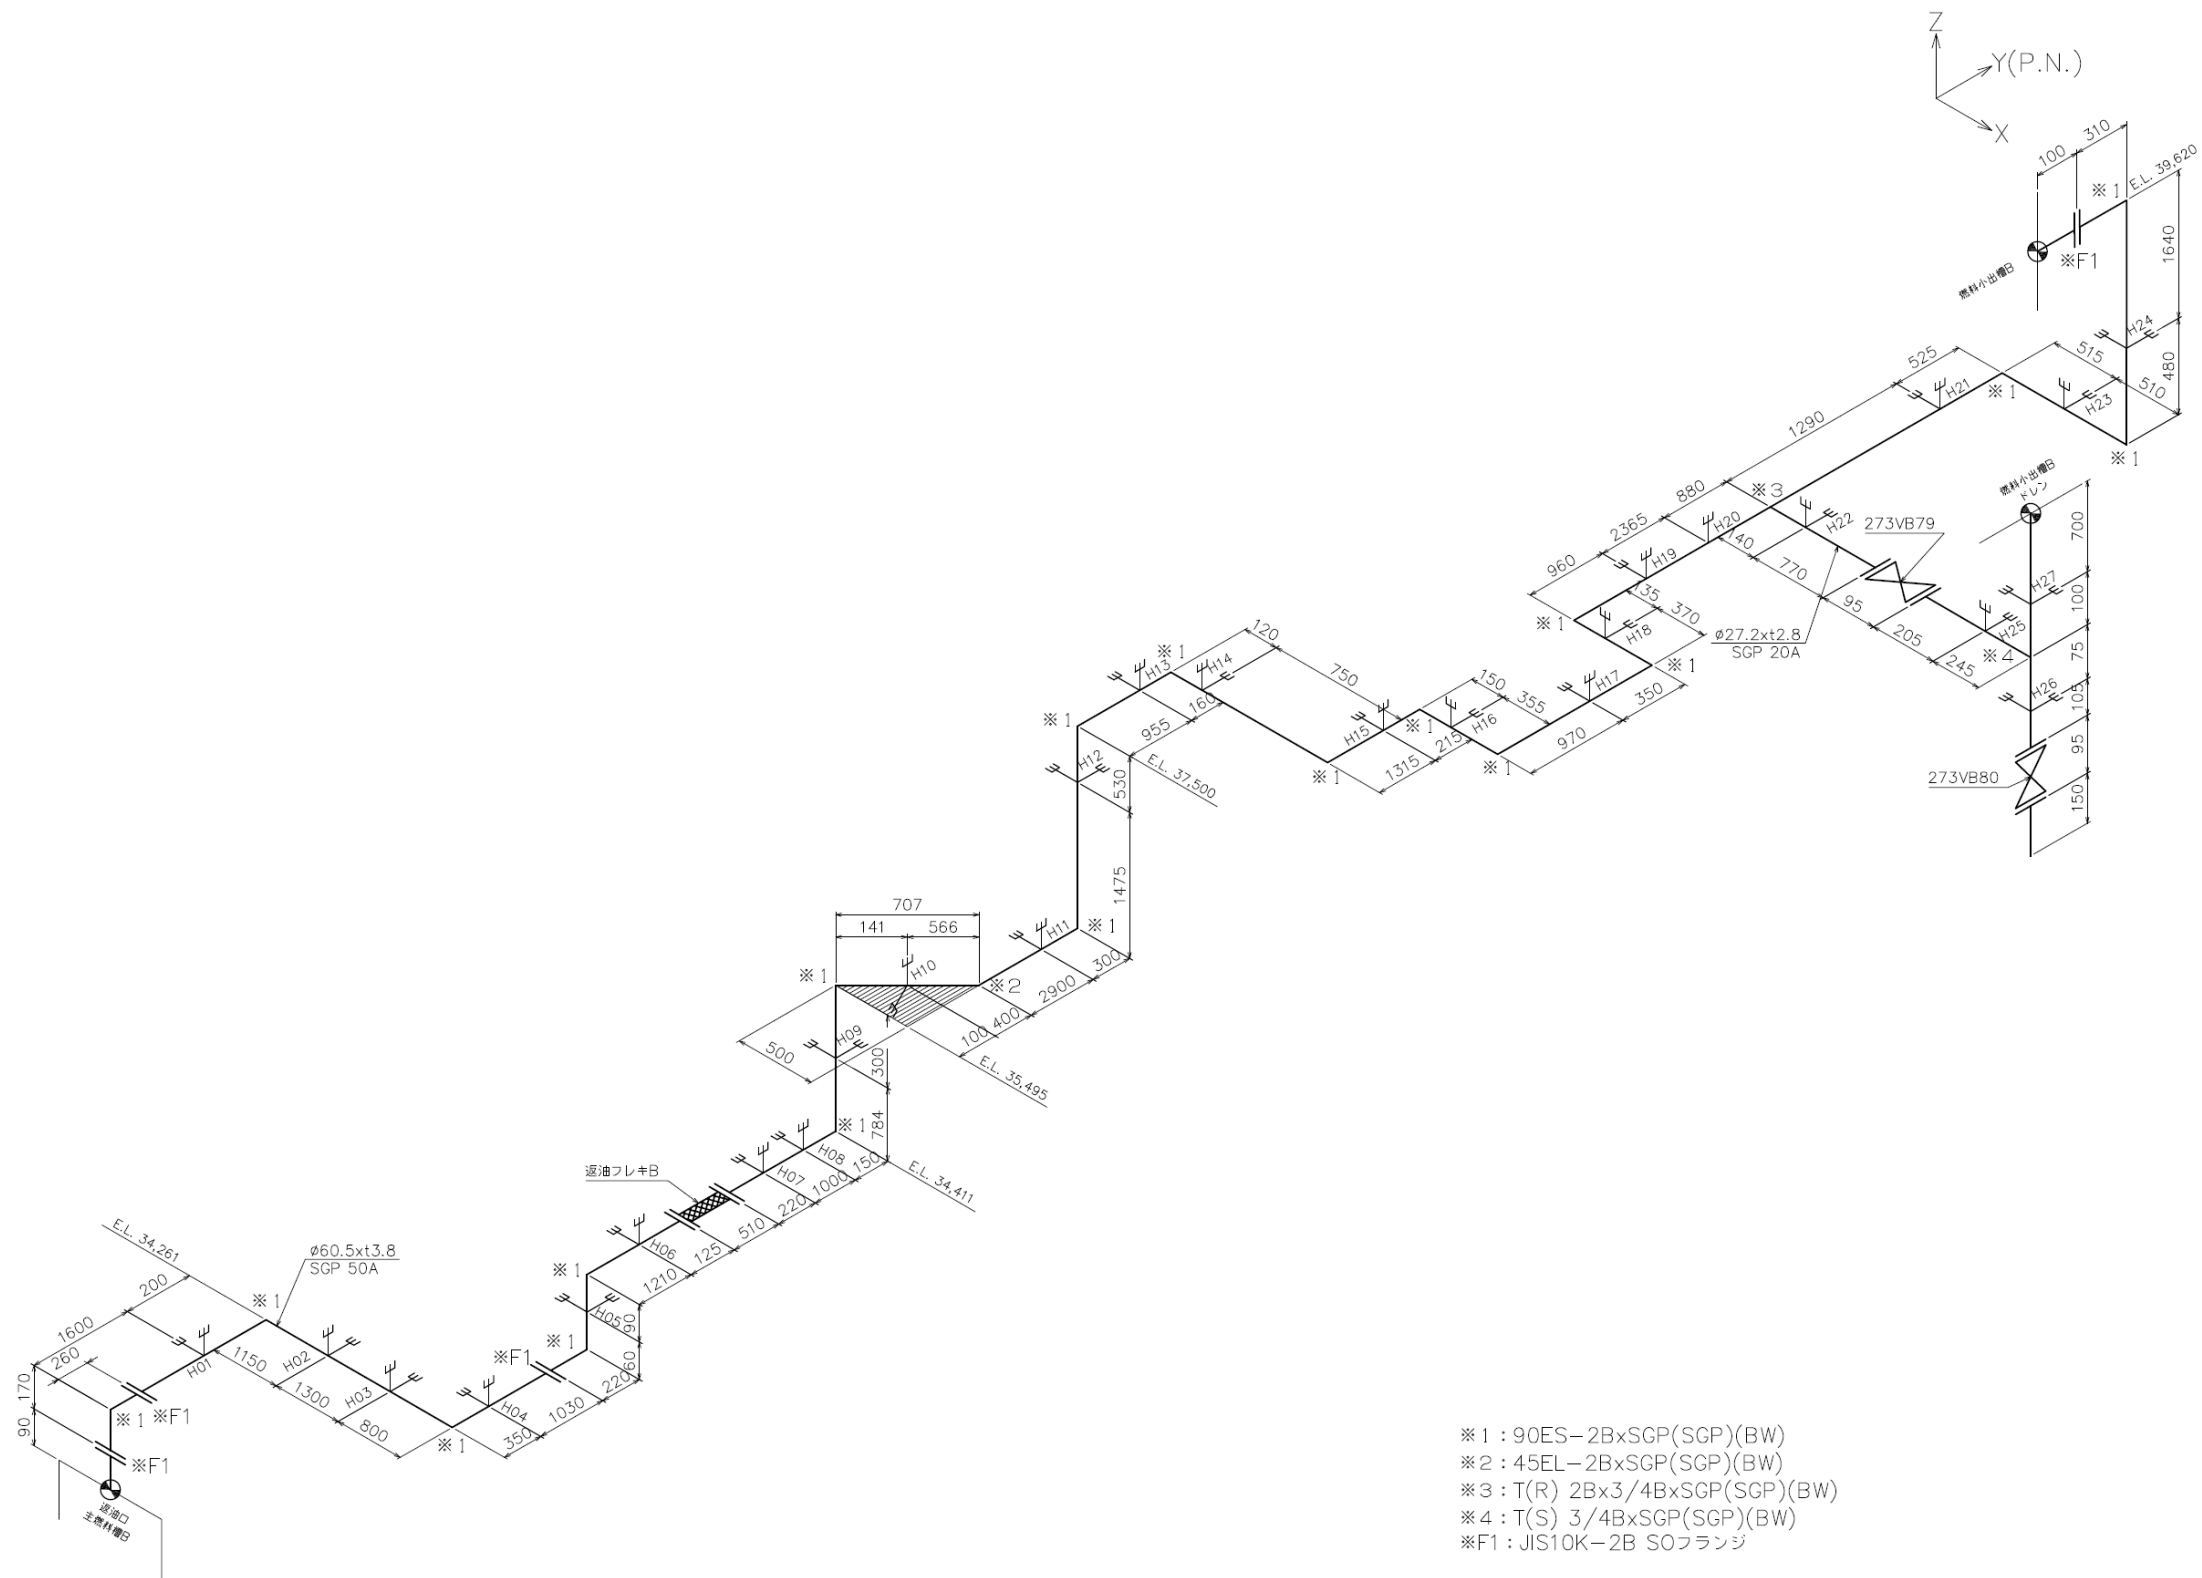 Z
Y(P.N.)
X
310
100
E.L. 39,620
※1
※F1
燃料小出槽B
1640
H24
480
515
510
H23
※1
※1
525
H21
1290
880
※3
2365
H20
960
H19
140
H22
273VB79
770
95
205
H25
245
※4
φ27.2xt2.8
SGP 20A
燃料小出槽B
ドレン
700
H27
100
75
H26
105
95
273VB80
150
135
370
H18
※1
※1
H17
350
970
120
※1
H13
H14
750
150
355
※1
H16
H15
215
1315
※1
※1
160
955
※1
H12
E.L. 37,500
530
1475
707
141
566
H10
H11
※1
※1
※2
300
2900
400
100
E.L. 35,495
500
H09
300
784
※1
E.L. 34,411
H08
150
H07
1000
返油フレキB
220
510
125
H06
1210
※1
H05
90
60
※1
※F1
220
1030
H04
350
※1
E.L. 34,261
φ60.5xt3.8
SGP 50A
200
※1
1600
260
H01
1150
H02
1300
H03
800
170
90
※1
※F1
※F1
返油口
主燃料槽B
※1：90ES−2BxSGP(SGP)(BW)
※2：45EL−2BxSGP(SGP)(BW)
※3：T(R) 2Bx3/4BxSGP(SGP)(BW)
※4：T(S) 3/4BxSGP(SGP)(BW)
※F1：JIS10K−2B SOフランジ